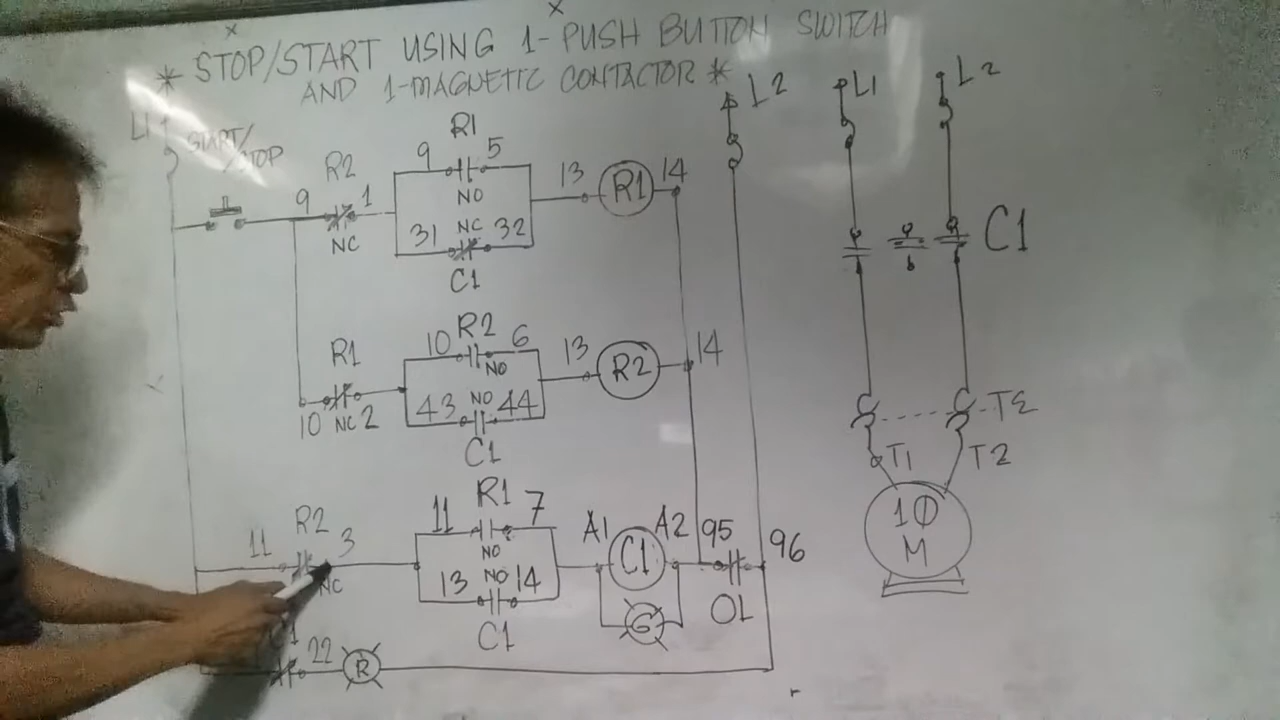 * STOP/START USING 1-PUSH BUTTON SWITCH
AND 1-MAGNETIC CONTACTOR *
L1
START/
STOP
9
R2
1
NC
R1
9 5
NO
NC
31 32
C1
13 R1 14
L2
L1
L2
C1
R1
10 NC 2
R2
10 6
NO
NO
43 44
C1
13 R2 14
T1
T2
1Φ
M
R2
11 3
NC
R1
11 7
NO
NO
13 14
C1
A1 C1 A2
G
95 96
22 R